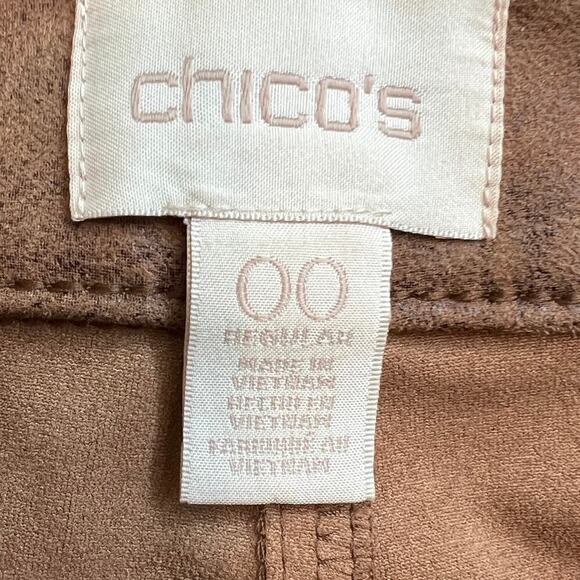 chico's
00
REGULAR
MADE IN
VIETNAM
HECHO EN
VIETNAM
FABRIQUÉ AU
VIETNAM